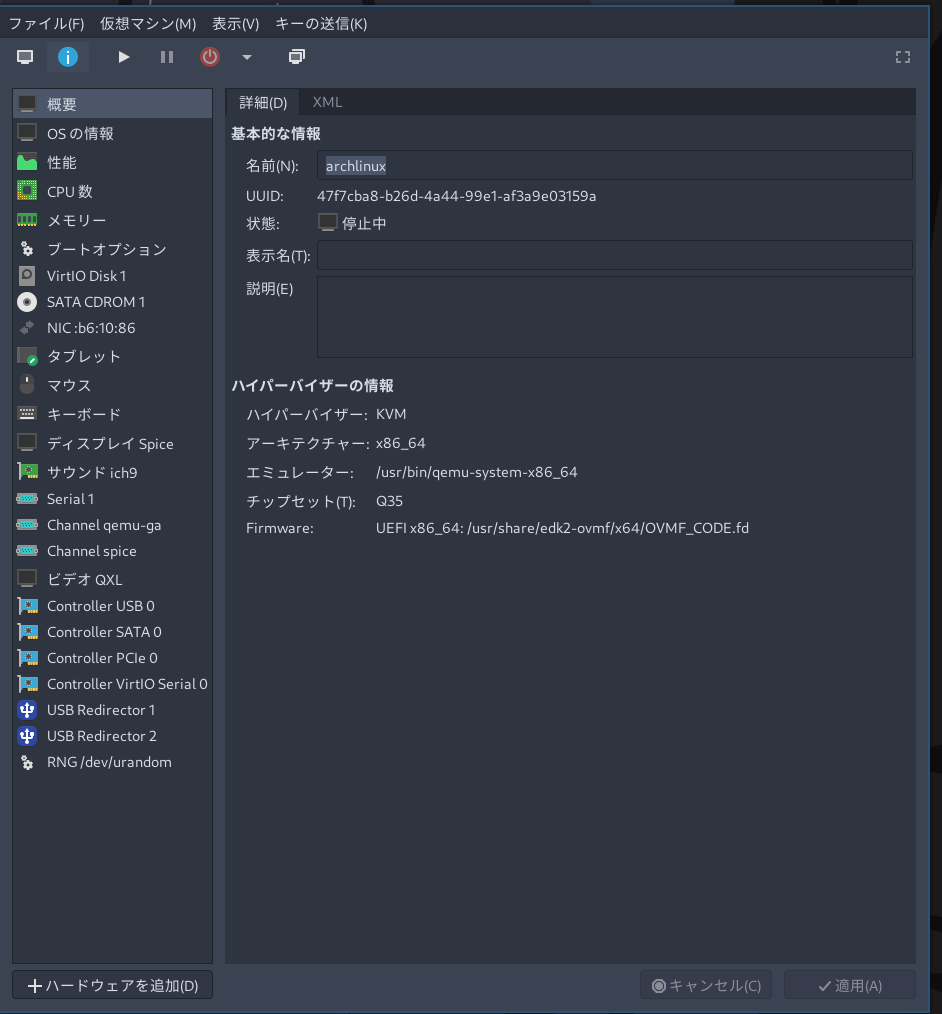 ファイル(F) 仮想マシン(M) 表示(V) キーの送信(K)
概要
OS の情報
性能
CPU 数
メモリー
ブートオプション
VirtIO Disk 1
SATA CDROM 1
NIC :b6:10:86
タブレット
マウス
キーボード
ディスプレイ Spice
サウンド ich9
Serial 1
Channel qemu-ga
Channel spice
ビデオ QXL
Controller USB 0
Controller SATA 0
Controller PCIe 0
Controller VirtIO Serial 0
USB Redirector 1
USB Redirector 2
RNG /dev/urandom
ハードウェアを追加(D)
詳細(D) XML
基本的な情報
名前(N): archlinux
UUID: 47f7cba8-b26d-4a44-99e1-af3a9e03159a
状態: 停止中
表示名(T):
説明(E)
ハイパーバイザーの情報
ハイパーバイザー: KVM
アーキテクチャー: x86_64
エミュレーター: /usr/bin/qemu-system-x86_64
チップセット(T): Q35
Firmware: UEFI x86_64: /usr/share/edk2-ovmf/x64/OVMF_CODE.fd
キャンセル(C) 適用(A)